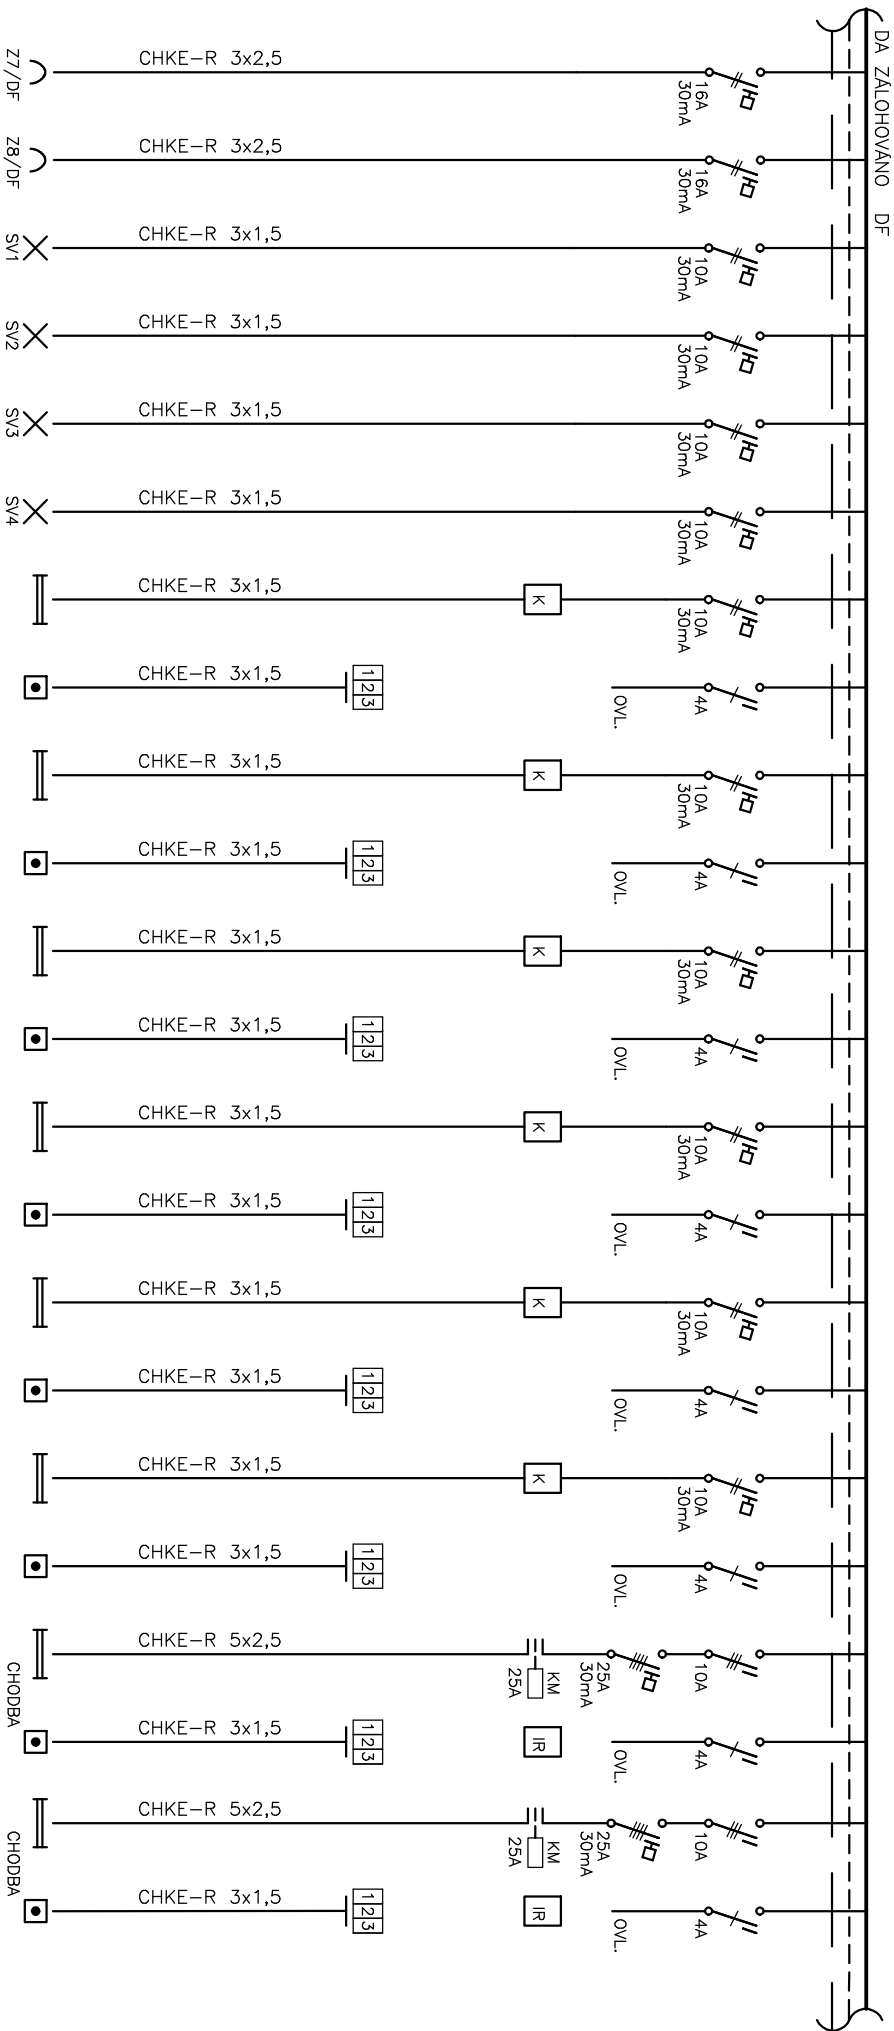 DA ZÁLOHOVÁNO DF
Z7/DF
CHKE-R 3x2,5
16A
30mA
Z8/DF
CHKE-R 3x2,5
16A
30mA
SV1
CHKE-R 3x1,5
10A
30mA
SV2
CHKE-R 3x1,5
10A
30mA
SV3
CHKE-R 3x1,5
10A
30mA
SV4
CHKE-R 3x1,5
10A
30mA
CHKE-R 3x1,5
K
10A
30mA
CHKE-R 3x1,5
1 2 3
OVL.
4A
CHKE-R 3x1,5
K
10A
30mA
CHKE-R 3x1,5
1 2 3
OVL.
4A
CHKE-R 3x1,5
K
10A
30mA
CHKE-R 3x1,5
1 2 3
OVL.
4A
CHKE-R 3x1,5
K
10A
30mA
CHKE-R 3x1,5
1 2 3
OVL.
4A
CHKE-R 3x1,5
K
10A
30mA
CHKE-R 3x1,5
1 2 3
OVL.
4A
CHKE-R 3x1,5
K
10A
30mA
CHKE-R 3x1,5
1 2 3
OVL.
4A
CHODBA
CHKE-R 5x2,5
KM
25A
25A
30mA
10A
CHKE-R 3x1,5
1 2 3
IR
OVL.
4A
CHODBA
CHKE-R 5x2,5
KM
25A
25A
30mA
10A
CHKE-R 3x1,5
1 2 3
IR
OVL.
4A